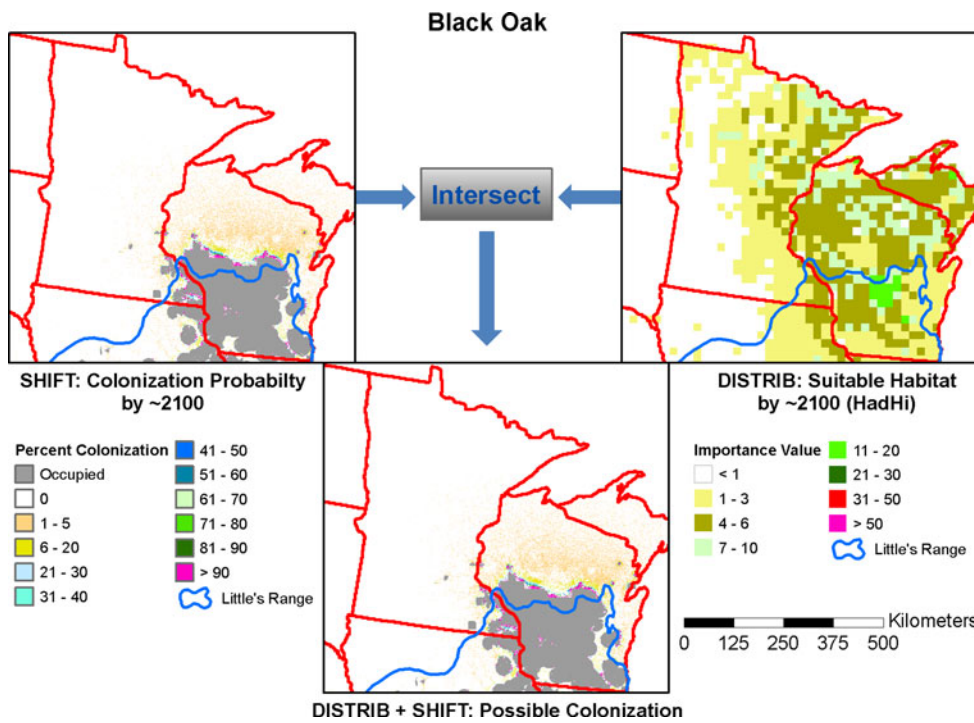 Black Oak
Intersect
SHIFT: Colonization Probabilty
by ~2100
Percent Colonization
Occupied
0
1 - 5
6 - 20
21 - 30
31 - 40
41 - 50
51 - 60
61 - 70
71 - 80
81 - 90
> 90
Little's Range
DISTRIB: Suitable Habitat
by ~2100 (HadHi)
Importance Value
< 1
1 - 3
4 - 6
7 - 10
11 - 20
21 - 30
31 - 50
> 50
Little's Range
Kilometers
0 125 250 375 500
DISTRIB + SHIFT: Possible Colonization